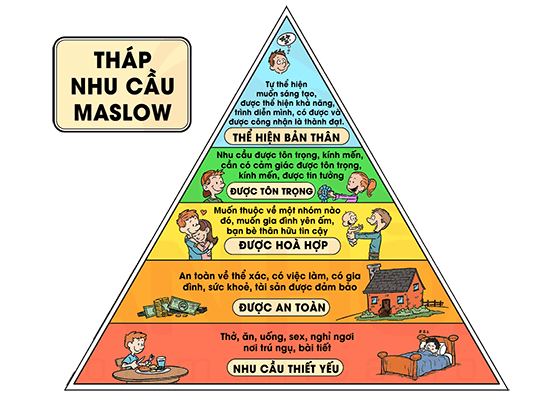 THÁP
NHU CẦU
MASLOW
Tự thể hiện
muốn sáng tạo,
được thể hiện khả năng,
trình diễn mình, có được và
được công nhận là thành đạt.
THỂ HIỆN BẢN THÂN
Nhu cầu được tôn trọng, kính mến,
cần có cảm giác được tôn trọng,
kính mến, được tin tưởng
ĐƯỢC TÔN TRỌNG
Muốn thuộc về một nhóm nào
đó, muốn gia đình yên ấm,
bạn bè thân hữu tin cậy
ĐƯỢC HOÀ HỢP
An toàn về thể xác, có việc làm, có gia
đình, sức khoẻ, tài sản được đảm bảo
ĐƯỢC AN TOÀN
Thở, ăn, uống, sex, nghỉ ngơi
nơi trú ngụ, bài tiết
NHU CẦU THIẾT YẾU